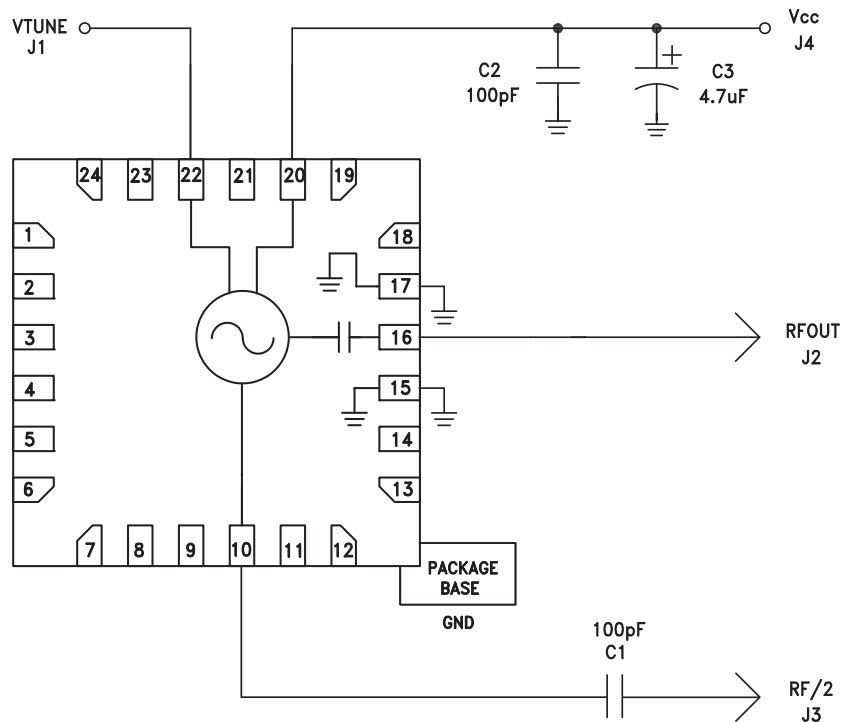 VTUNE
J1
Vcc
J4
C2
100pF
C3
4.7uF
+
24 23 22 21 20 19
1
2
3
4
5
6
18
17
16
15
14
13
RFOUT
J2
7 8 9 10 11 12
PACKAGE
BASE
GND
100pF
C1
RF/2
J3